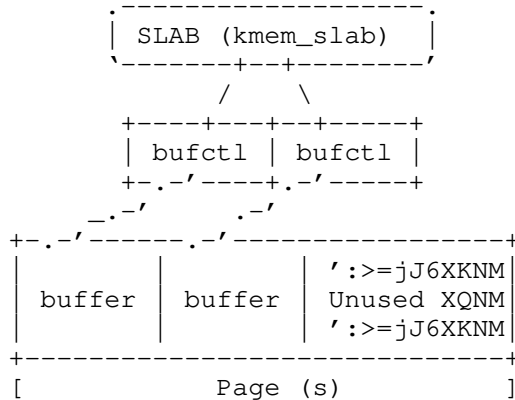 SLAB (kmem_slab)
bufctl | bufctl
':>=jJ6XKNM
buffer | buffer | Unused XQNM
':>=jJ6XKNM
[ Page (s) ]